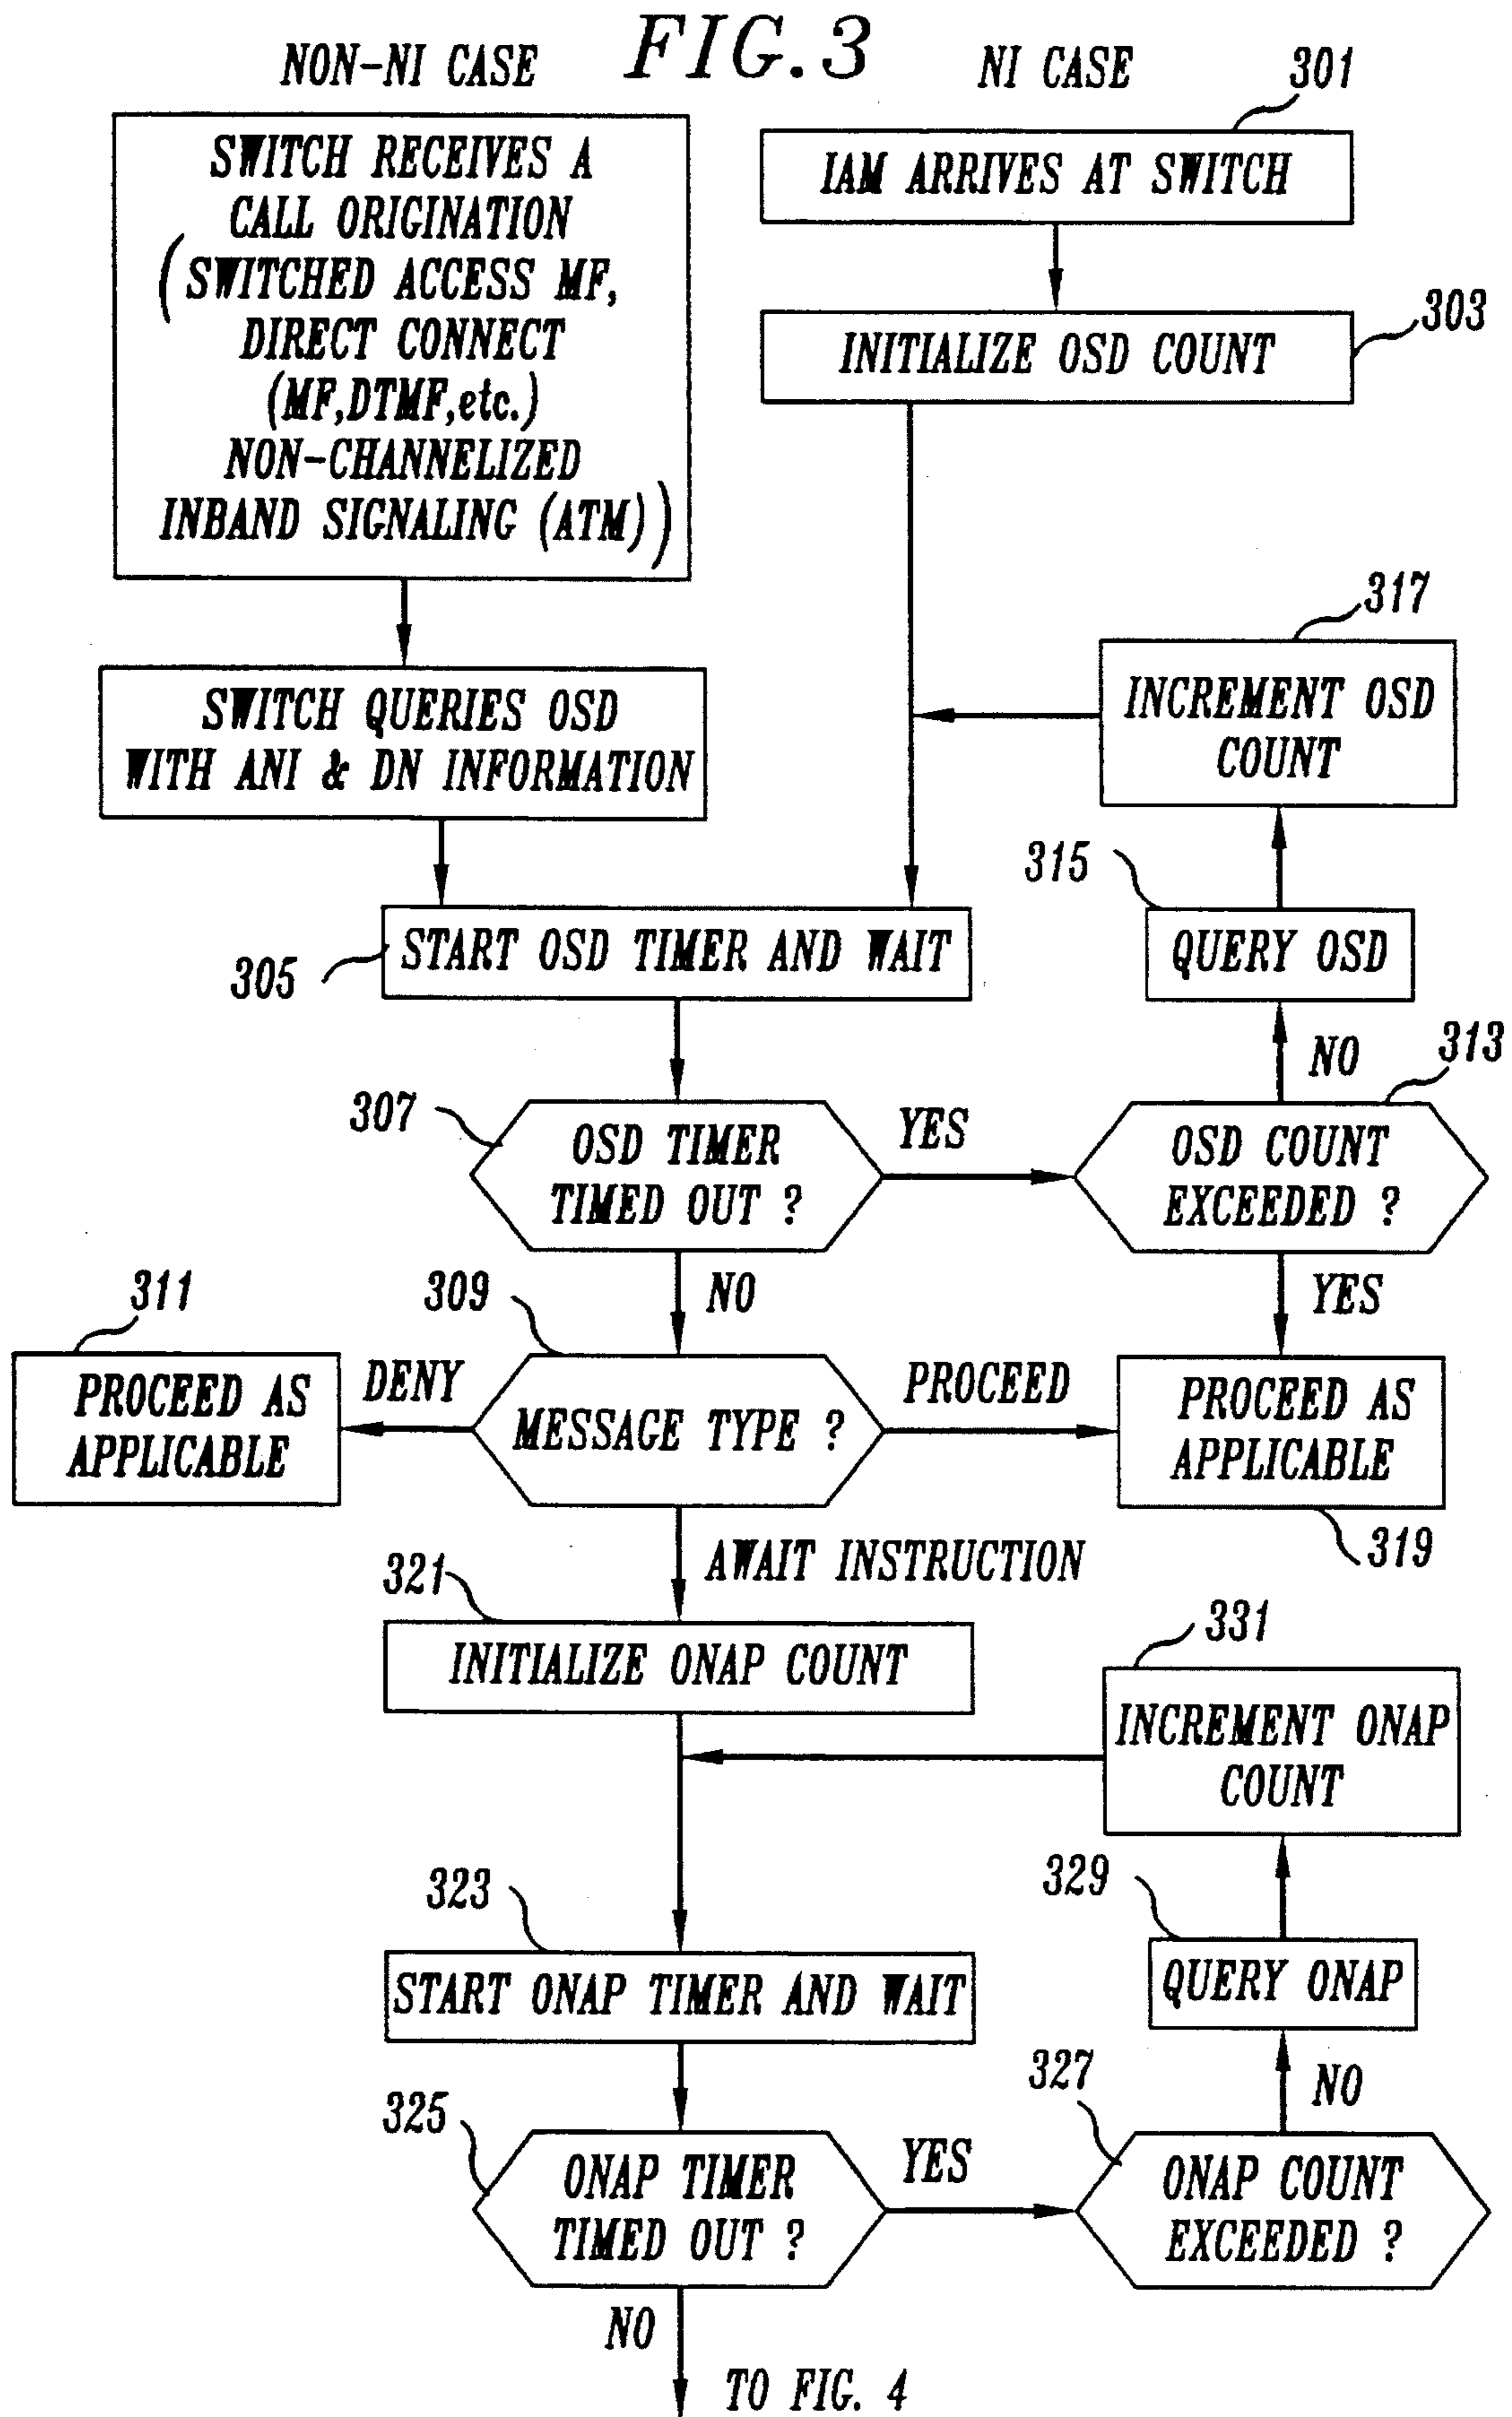 FIG.3
NON-NI CASE
NI CASE
301
SWITCH RECEIVES A
CALL ORIGINATION
(SWITCHED ACCESS MF,
DIRECT CONNECT
(MF,DTMF,etc.)
NON-CHANNELIZED
INBAND SIGNALING (ATM))
IAM ARRIVES AT SWITCH
303
INITIALIZE OSD COUNT
317
INCREMENT OSD
COUNT
SWITCH QUERIES OSD
WITH ANI & DN INFORMATION
315
QUERY OSD
START OSD TIMER AND WAIT
305
NO
313
307
OSD TIMER
TIMED OUT ?
YES
OSD COUNT
EXCEEDED ?
NO
YES
311
309
PROCEED AS
APPLICABLE
DENY
MESSAGE TYPE ?
PROCEED
PROCEED AS
APPLICABLE
319
AWAIT INSTRUCTION
321
INITIALIZE ONAP COUNT
331
INCREMENT ONAP
COUNT
323
329
START ONAP TIMER AND WAIT
QUERY ONAP
NO
327
325
ONAP TIMER
TIMED OUT ?
YES
ONAP COUNT
EXCEEDED ?
NO
TO FIG. 4